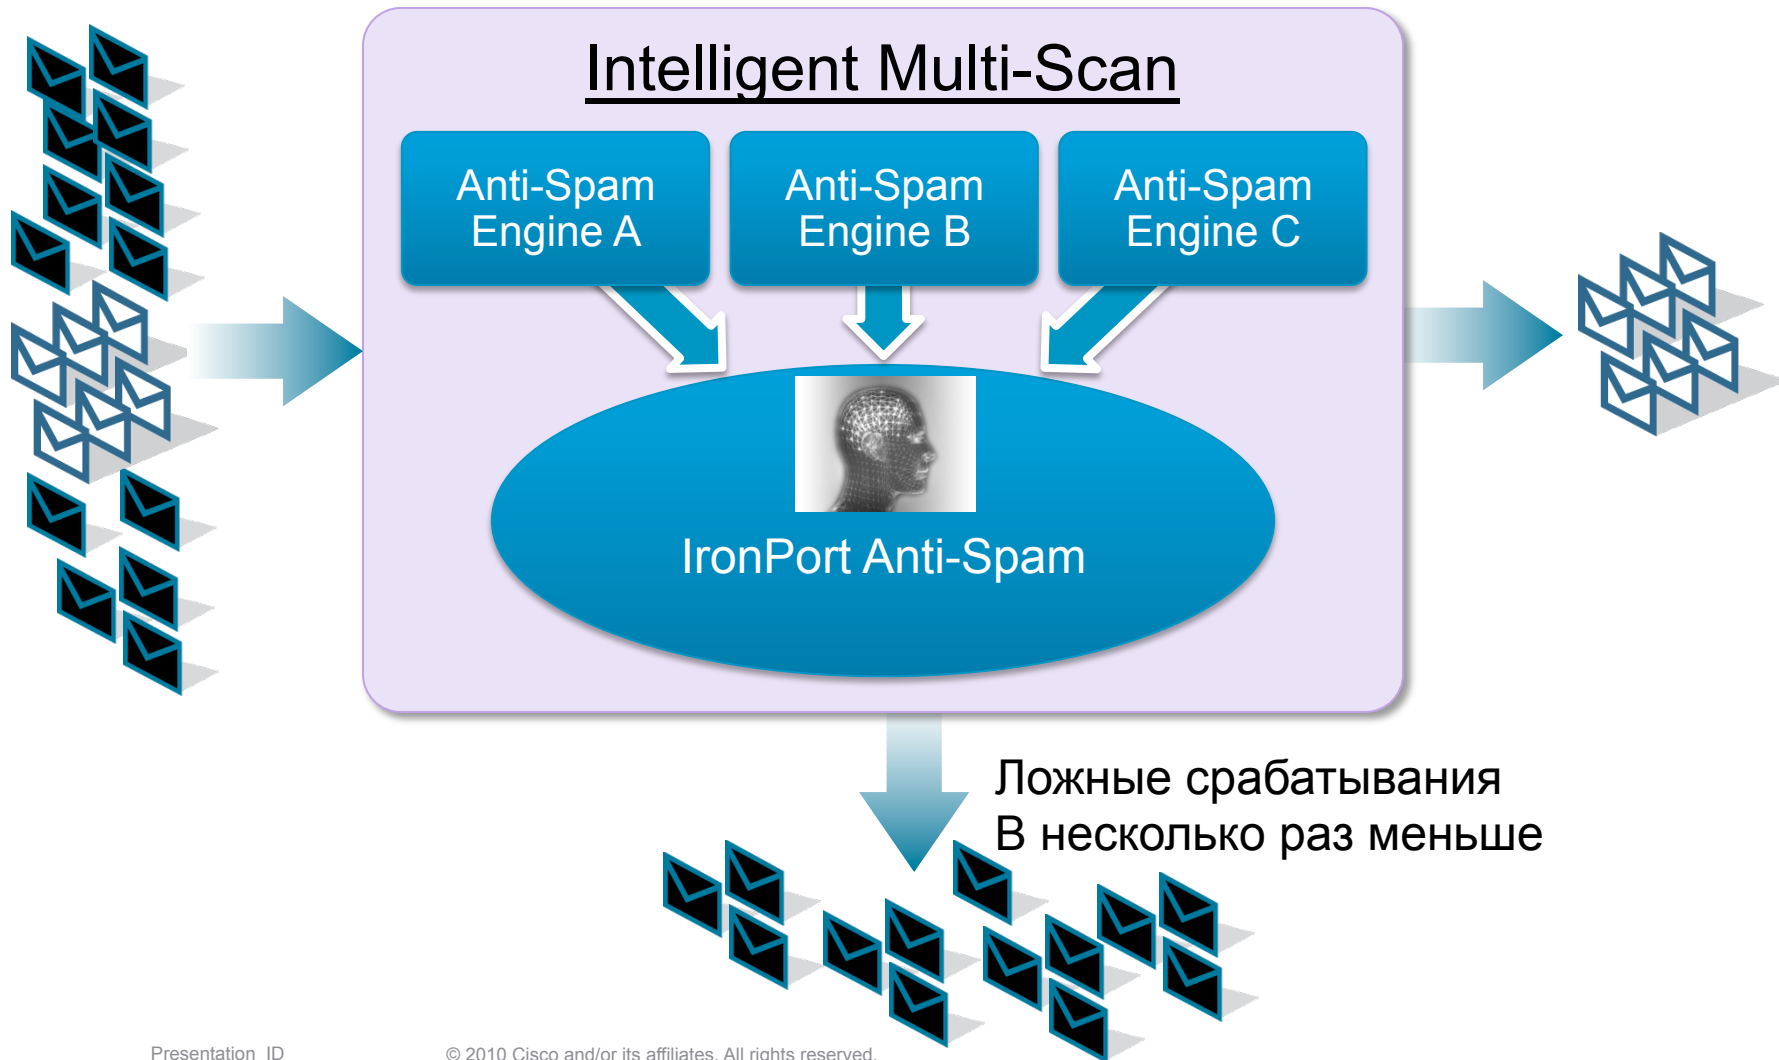 Intelligent Multi-Scan
Anti-Spam
Engine A
Anti-Spam
Engine B
Anti-Spam
Engine C
IronPort Anti-Spam
Ложные срабатывания
В несколько раз меньше
Presentation_ID
© 2010 Cisco and/or its affiliates. All rights reserved.